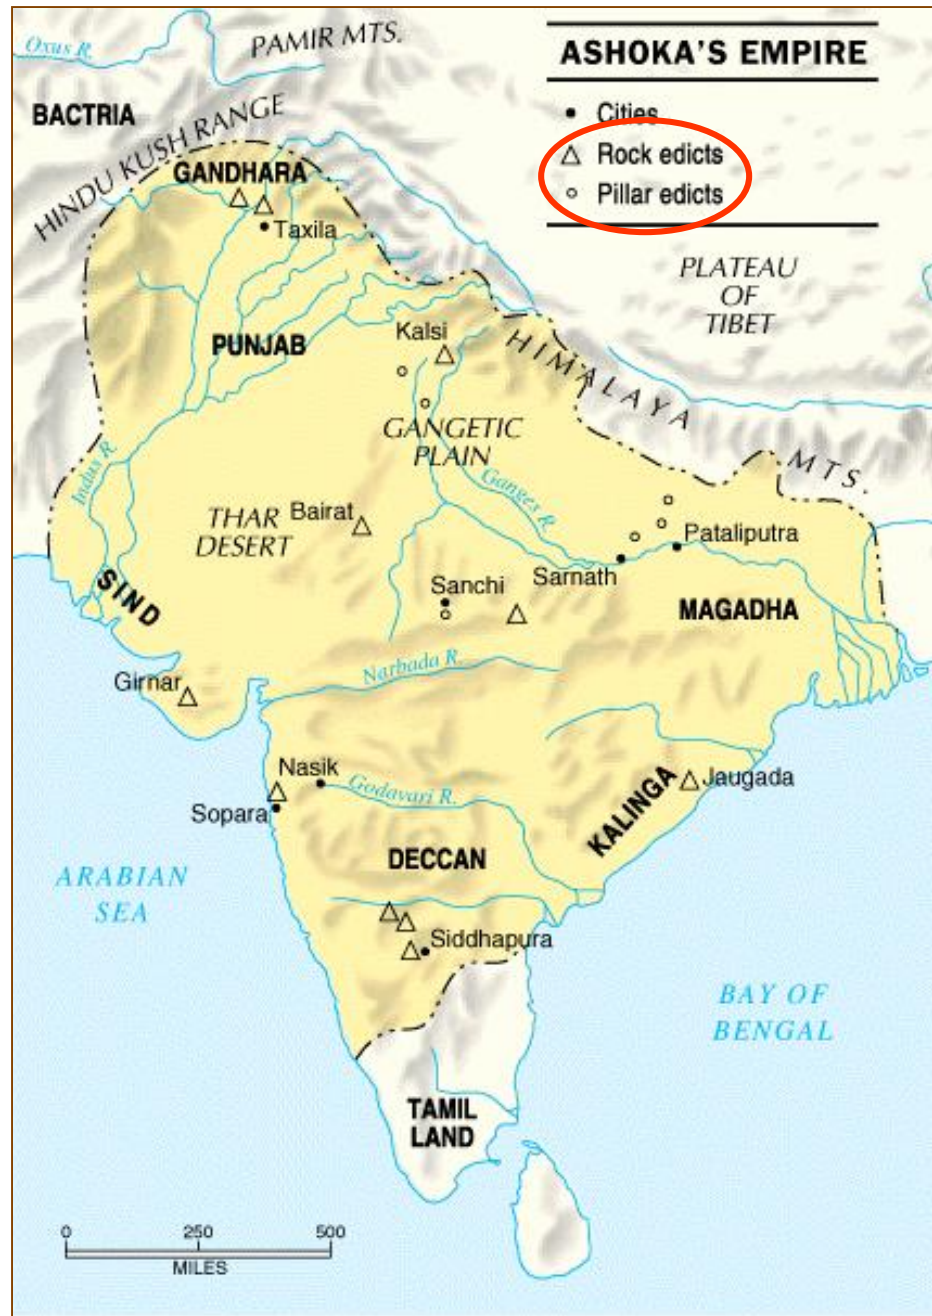 Oxus R.
PAMIR MTS.
ASHOKA'S EMPIRE
Cities
Rock edicts
Pillar edicts
BACTRIA
HINDU KUSH RANGE
GANDHARA
Taxila
PLATEAU
OF
TIBET
PUNJAB
Kalsi
HIMALAYA
MTS.
GANGETIC
PLAIN
Indus R.
Ganges R.
THAR
DESERT
Bairat
Pataliputra
Sarnath
Sanchi
SIND
MAGADHA
Narbada R.
Girnar
Nasik
Godavari R.
Sopara
KALINGA
Jaugada
DECCAN
ARABIAN
SEA
Siddhapura
BAY OF
BENGAL
TAMIL
LAND
0 250 500
MILES